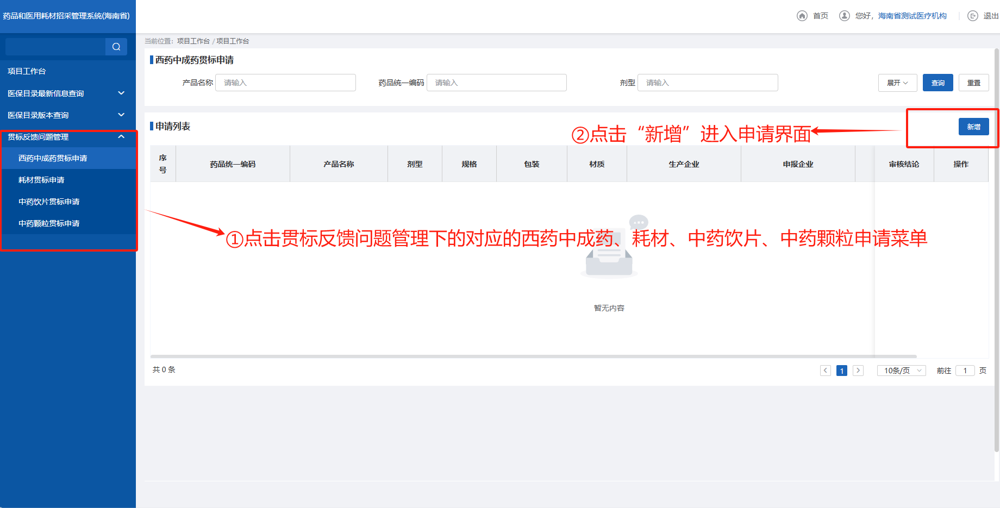 药品和医用耗材招采管理系统(海南省)
首页
您好，海南省测试医疗机构
退出
当前位置：项目工作台 / 项目工作台
项目工作台
医保目录最新信息查询
医保目录版本查询
贯标反馈问题管理
西药中成药贯标申请
耗材贯标申请
中药饮片贯标申请
中药颗粒贯标申请
西药中成药贯标申请
产品名称 请输入 药品统一编码 请输入 剂型 请输入 展开 查询 重置
申请列表
新增
②点击“新增”进入申请界面
序号 药品统一编码 产品名称 剂型 规格 包装 材质 生产企业 申报企业 审核结论 操作
①点击贯标反馈问题管理下的对应的西药中成药、耗材、中药饮片、中药颗粒申请菜单
暂无内容
共 0 条
1 10条/页 前往 1 页